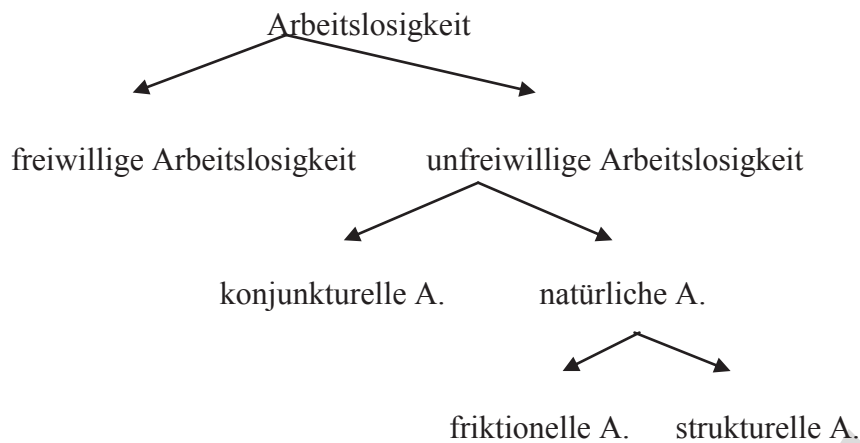 Arbeitslosigkeit
freiwillige Arbeitslosigkeit unfreiwillige Arbeitslosigkeit
konjunkturelle A. natürliche A.
friktionelle A. strukturelle A.